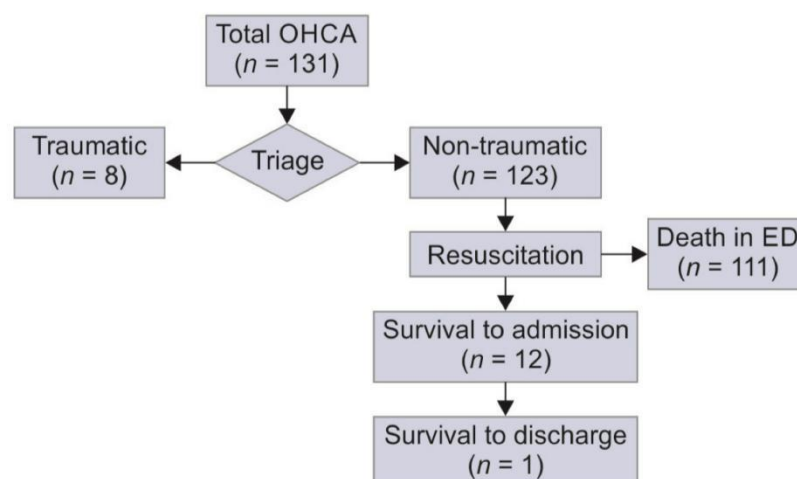 Total OHCA
(n = 131)
Traumatic
(n = 8)
Triage
Non-traumatic
(n = 123)
Resuscitation
Death in ED
(n = 111)
Survival to admission
(n = 12)
Survival to discharge
(n = 1)